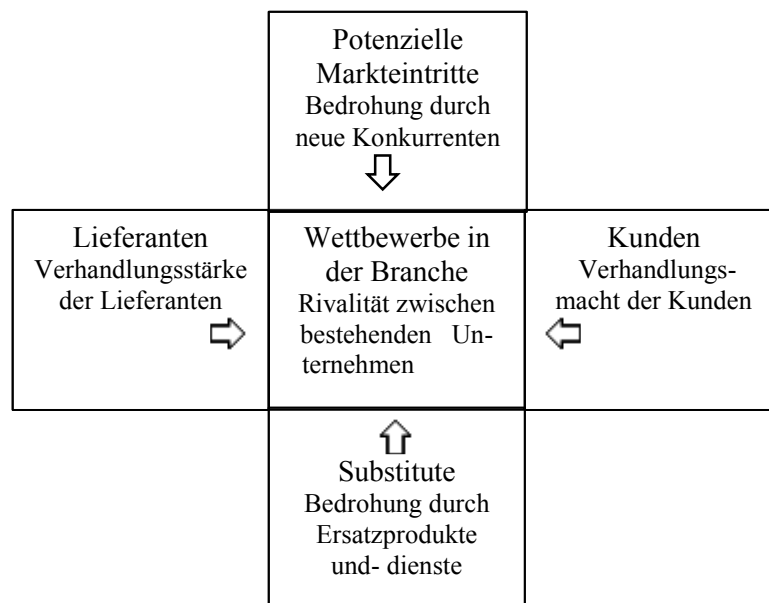 Potenzielle
Markteintritte
Bedrohung durch
neue Konkurrenten
Lieferanten
Verhandlungsstärke
der Lieferanten
Wettbewerbe in
der Branche
Rivalität zwischen
bestehenden Un-
ternehmen
Kunden
Verhandlungs-
macht der Kunden
Substitute
Bedrohung durch
Ersatzprodukte
und- dienste